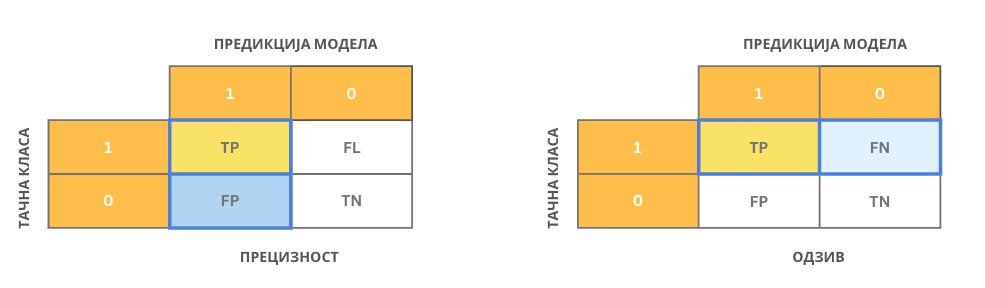 ПРЕДИКЦИЈА МОДЕЛА
1 0
ТАЧНА КЛАСА
1 TP FL
0 FP TN
ПРЕЦИЗНОСТ
ПРЕДИКЦИЈА МОДЕЛА
1 0
ТАЧНА КЛАСА
1 TP FN
0 FP TN
ОДЗИВ